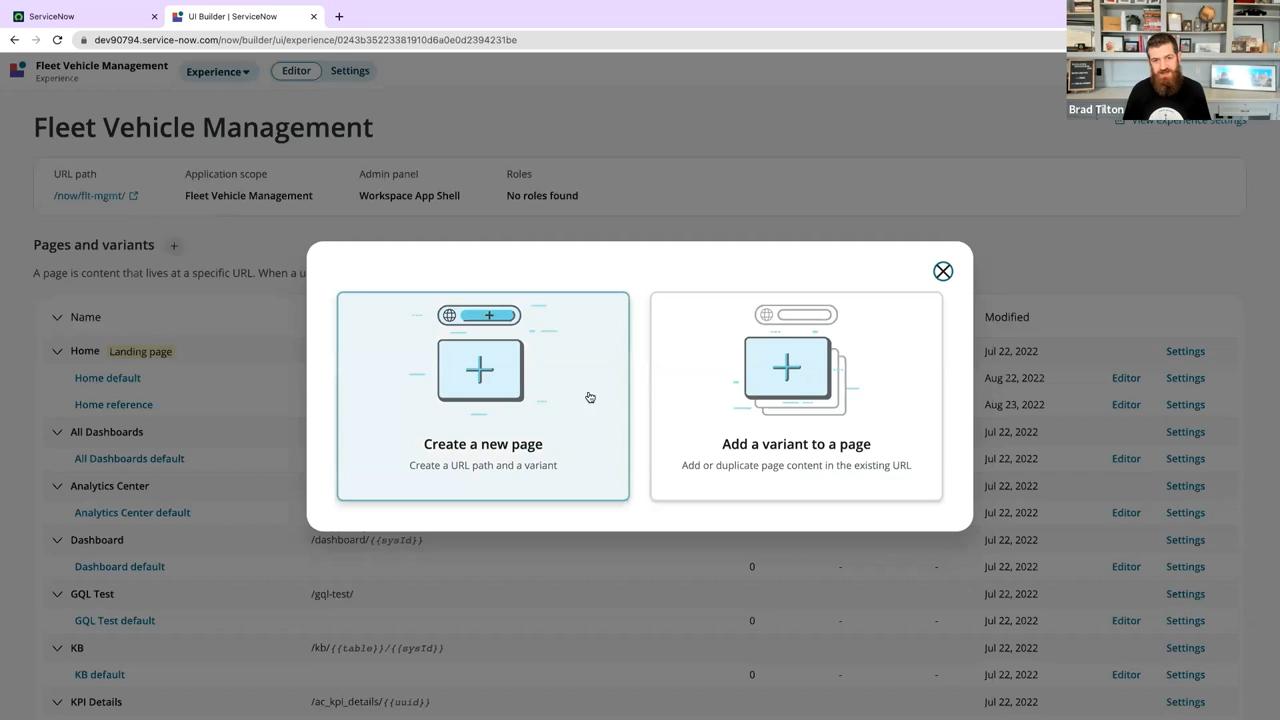 ServiceNow
UI Builder | ServiceNow
dev90794.service-now.com/now/builder/ui/experience/0243b35223381910d6a0e0d2394231be
Fleet Vehicle Management
Experience
Experience
Editor
Settings
Brad Tilton
Fleet Vehicle Management
View experience settings
URL path
Application scope
Admin panel
Roles
/now/flt-mgmt/
Fleet Vehicle Management
Workspace App Shell
No roles found
Pages and variants
A page is content that lives at a specific URL. When a u
Name
Modified
Home
Landing page
Jul 22, 2022
Settings
Home default
Aug 22, 2022
Editor
Settings
Home reference
Aug 23, 2022
Editor
Settings
All Dashboards
Jul 22, 2022
Settings
All Dashboards default
Jul 22, 2022
Editor
Settings
Analytics Center
Jul 22, 2022
Settings
Analytics Center default
Jul 22, 2022
Editor
Settings
Create a new page
Create a URL path and a variant
Add a variant to a page
Add or duplicate page content in the existing URL
Dashboard
/dashboard/{{sysId}}
Jul 22, 2022
Settings
Dashboard default
0
-
-
Jul 22, 2022
Editor
Settings
GQL Test
/gql-test/
Jul 22, 2022
Settings
GQL Test default
0
-
-
Jul 22, 2022
Editor
Settings
KB
/kb/{{table}}/{{sysId}}
Jul 22, 2022
Settings
KB default
0
-
-
Jul 22, 2022
Editor
Settings
KPI Details
/ac_kpi_details/{{uuid}}
Jul 22, 2022
Settings